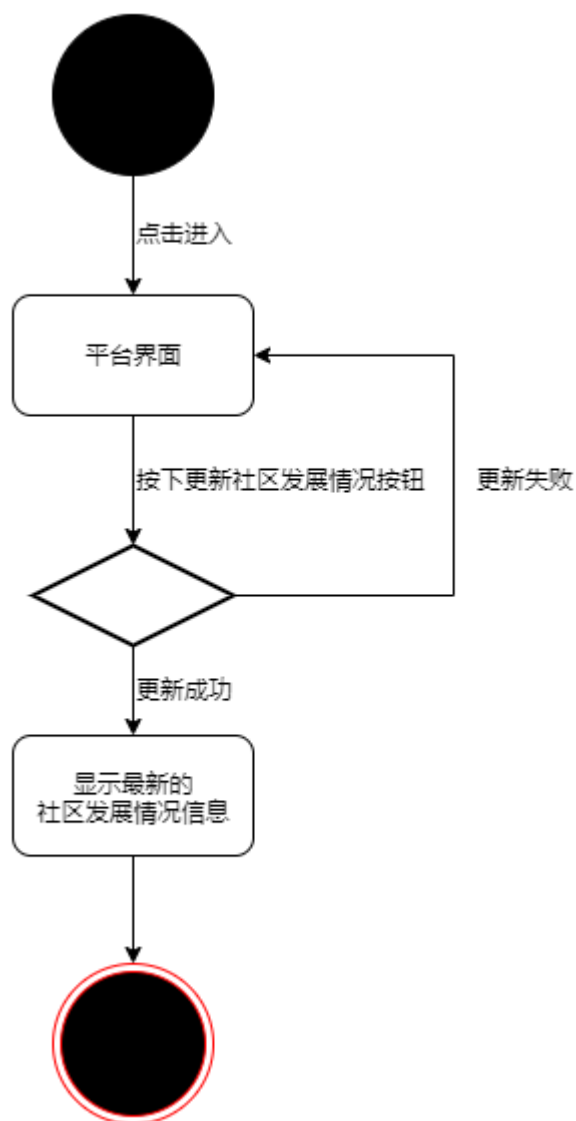 点击进入
平台界面
按下更新社区发展情况按钮
更新失败
更新成功
显示最新的
社区发展情况信息